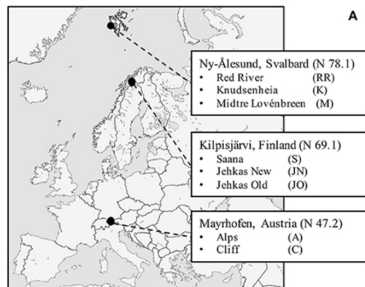 A
Ny-Ålesund, Svalbard (N 78.1)
• Red River (RR)
• Knudsenheia (K)
• Midtre Lovénbreen (M)
Kilpisjärvi, Finland (N 69.1)
• Saana (S)
• Jehkas New (JN)
• Jehkas Old (JO)
Mayrhofen, Austria (N 47.2)
• Alps (A)
• Cliff (C)